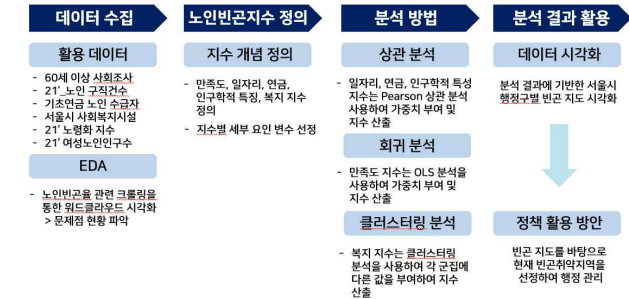 데이터 수집
노인빈곤지수 정의
분석 방법
분석 결과 활용
활용 데이터
- 60세 이상 사회조사
- 21’_노인 구직건수
- 기초연금 노인 수급자
- 서울시 사회복지시설
- 21’ 노령화 지수
- 21’ 여성노인인구수
EDA
- 노인빈곤율 관련 크롤링을
통한 워드클라우드 시각화
> 문제점 현황 파악
지수 개념 정의
- 만족도, 일자리, 연금,
인구학적 특징, 복지 지수
정의
- 지수별 세부 요인 변수 선정
상관 분석
- 일자리, 연금, 인구학적 특성
지수는 Pearson 상관 분석
사용하여 가중치 부여 및
지수 산출
회귀 분석
- 만족도 지수는 OLS 분석을
사용하여 가중치 부여 및
지수 산출
클러스터링 분석
- 복지 지수는 클러스터링
분석을 사용하여 각 군집에
다른 값을 부여하여 지수
산출
데이터 시각화
분석 결과에 기반한 서울시
행정구별 빈곤 지도 시각화
정책 활용 방안
빈곤 지도를 바탕으로
현재 빈곤취약지역을
선정하여 행정 관리